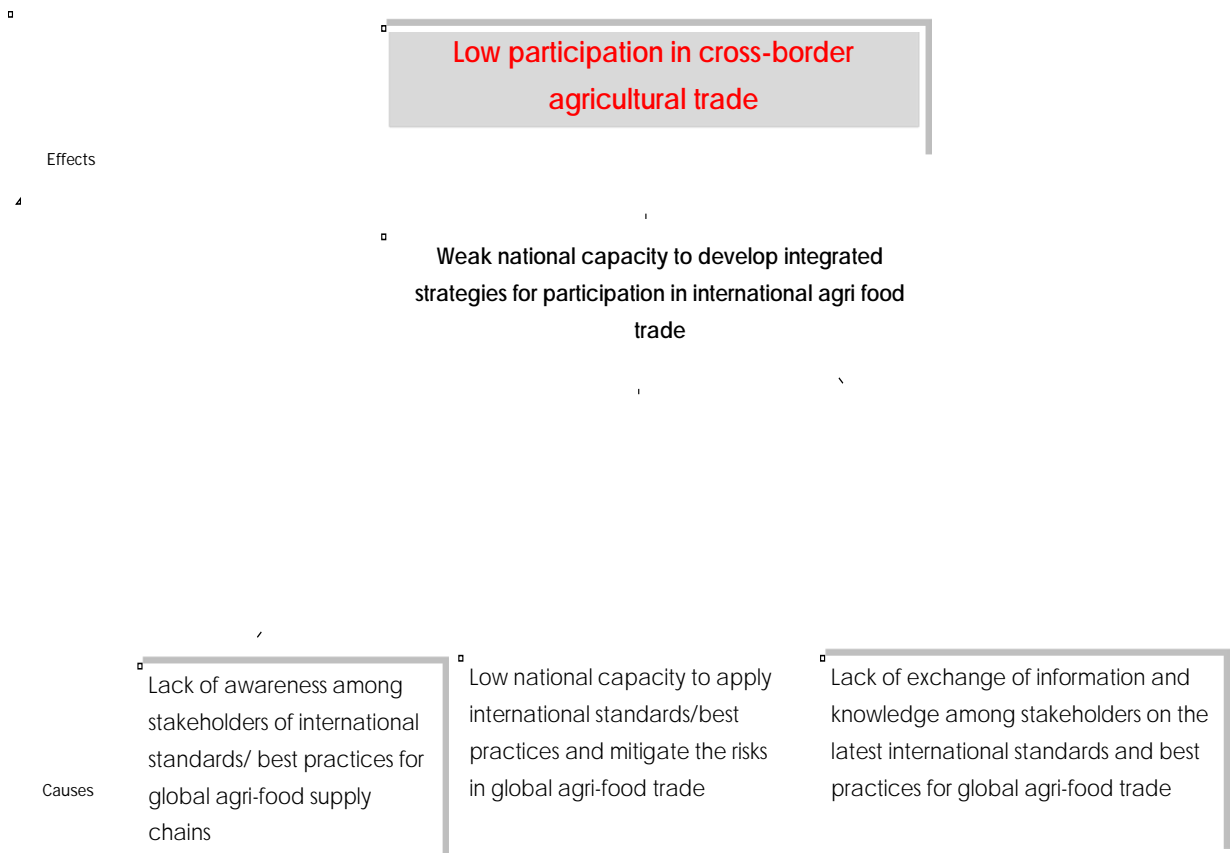 Low participation in cross-border
agricultural trade
Effects
Weak national capacity to develop integrated
strategies for participation in international agri food
trade
Lack of awareness among
stakeholders of international
standards/ best practices for
global agri-food supply
chains
Low national capacity to apply
international standards/best
practices and mitigate the risks
in global agri-food trade
Lack of exchange of information and
knowledge among stakeholders on the
latest international standards and best
practices for global agri-food trade
Causes